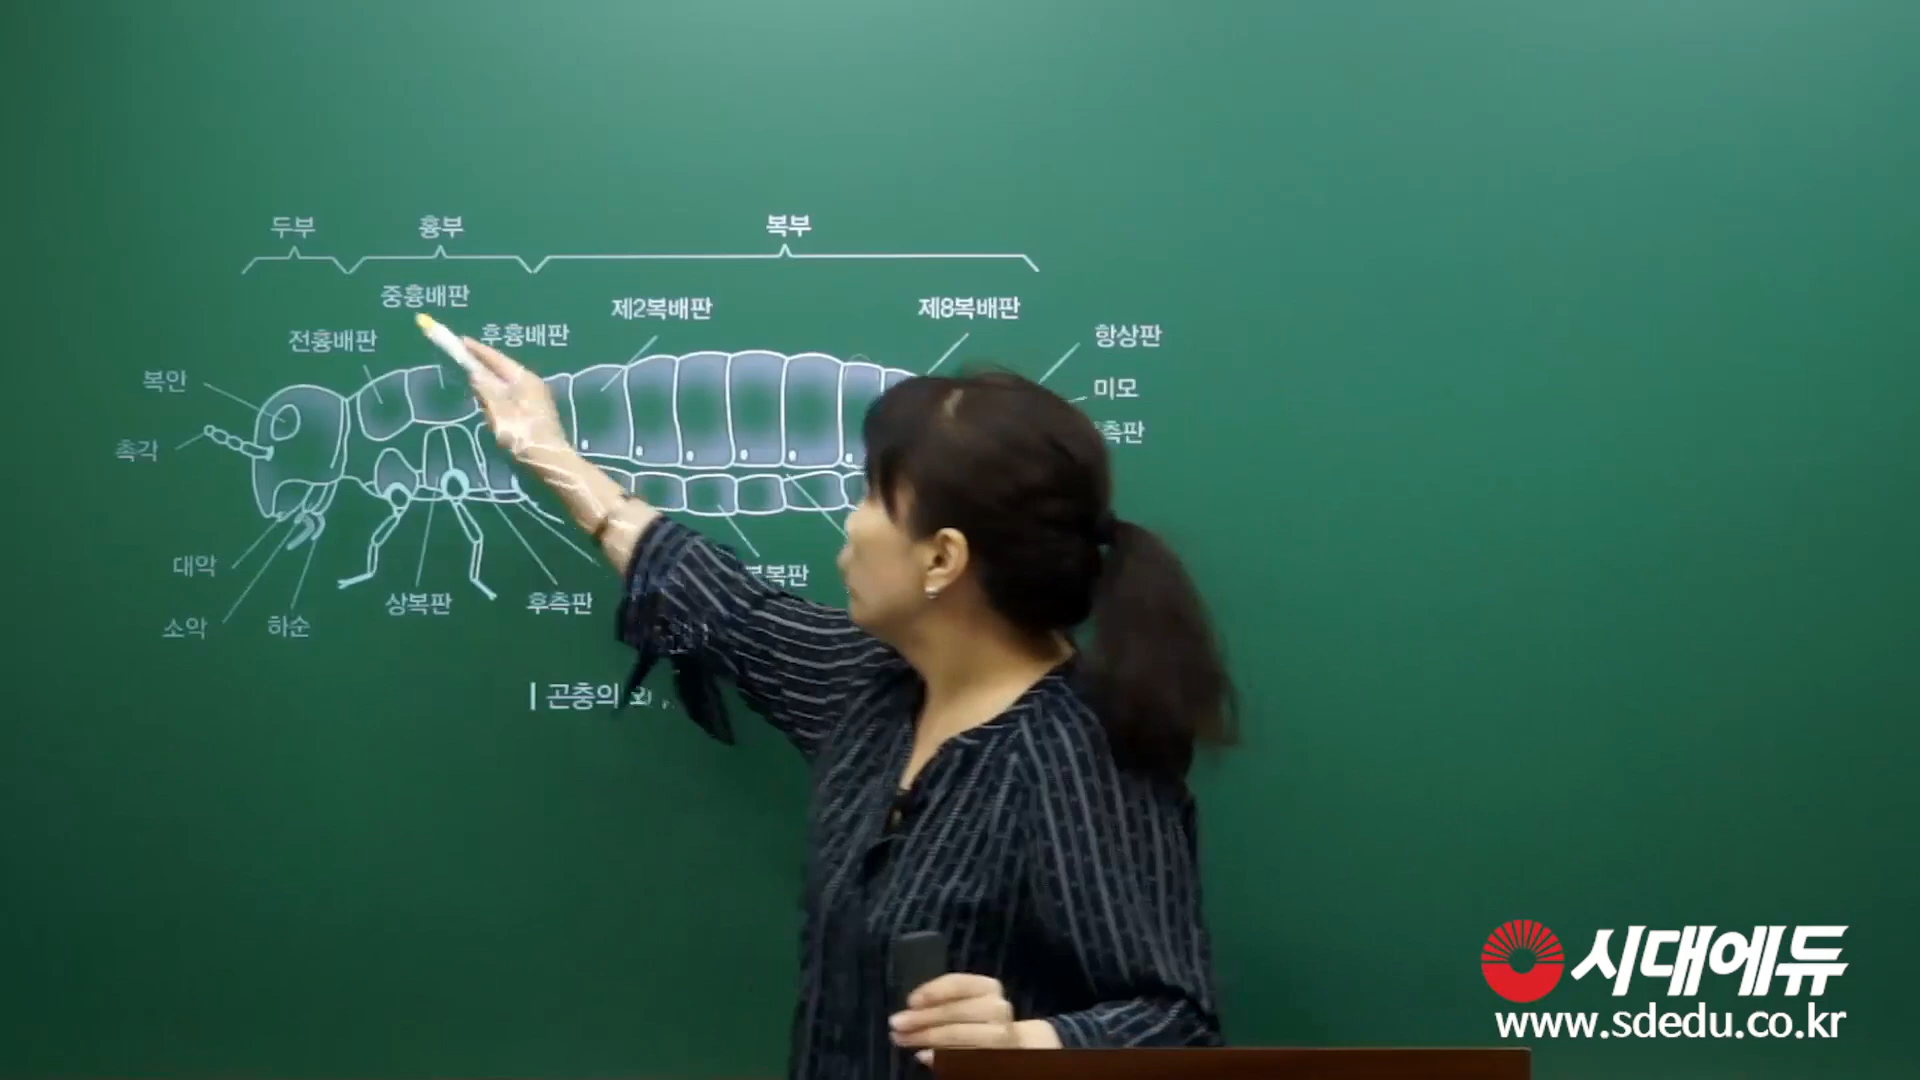 두부
흉부
복부
중흉배판
제2복배판
제8복배판
전흉배판
후흉배판
항상판
복안
미모
측판
촉각
대악
상복판
후측판
복판
소악
하순
곤충의
시대에듀
www.sdedu.co.kr